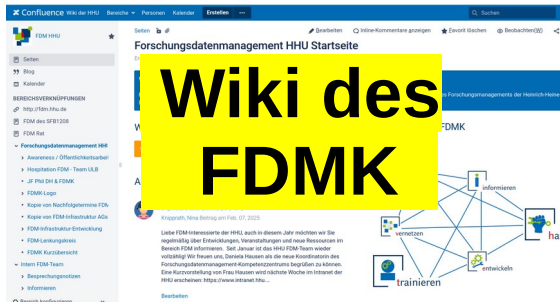 Confluence Wiki der HHU Bereiche Personen Kalender Erstellen ... Suchen
FDM HHU
Seiten
Blog
Kalender
BEREICHSVERKNÜPFUNGEN
http://fdm.hhu.de
FDM des SFB1208
FDM Rat
Forschungsdatenmanagement HHU
Awareness / Öffentlichkeitsarbeit
Hospitation FDM - Team ULB
JF Phil DH & FDMK
FDMK-Logo
Kopie von Nachfolgetermine FDM
Kopie von FDM-Infrastruktur AGs
FDM-Infrastruktur-Entwicklung
FDM-Lenkungskreis
FDMK Kurzübersicht
Intern FDM-Team
Besprechungsnotizen
Informieren
Bereich konfigurieren
Seiten
Bearbeiten Inline-Kommentare anzeigen Favorit löschen Beobachten(W)
Forschungsdatenmanagement HHU Startseite
Wiki des
FDMK
es Forschungsmanagements der Heinrich-Heine
FDMK
Knipprath, Nina Beitrag um Feb. 07, 2025
Liebe FDM-Interessierte der HHU, auch in diesem Jahr möchten wir Sie
regelmäßig über Entwicklungen, Veranstaltungen und neue Ressourcen im
Bereich FDM informieren. Seit Januar ist das HHU FDM-Team wieder
vollzählig! Wir freuen uns, Daniela Hausen als die neue Koordinatorin des
Forschungsdatenmanagement-Kompetenzzentrums begrüßen zu können.
Eine Kurzvorstellung von Frau Hausen wird nächste Woche im Intranet der
HHU erscheinen: https://www.intranet.hhu....
Bearbeiten
informieren
vernetzen
ha
entwickeln
trainieren